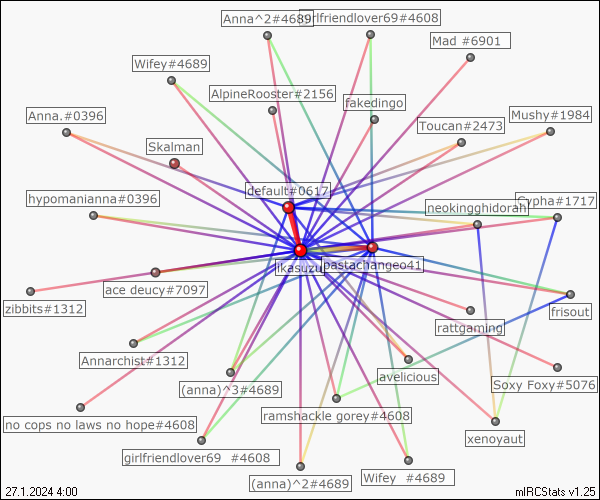 Anna^2#4689
girlfriendlover69#4608
Mad #6901
Wifey#4689
AlpineRooster#2156
fakedingo
Mushy#1984
Anna.#0396
Toucan#2473
Skalman
default#0617
hypomanianna#0396
neokingghidorah
Cypha#1717
ikasuzu
pastachangeo41
ace deucy#7097
zibbits#1312
frisout
rattgaming
Annarchist#1312
avelicious
Soxy Foxy#5076
(anna)^3#4689
ramshackle gorey#4608
no cops no laws no hope#4608
xenoyaut
girlfriendlover69 #4608
Wifey #4689
(anna)^2#4689
27.1.2024 4:00
mIRCStats v1.25